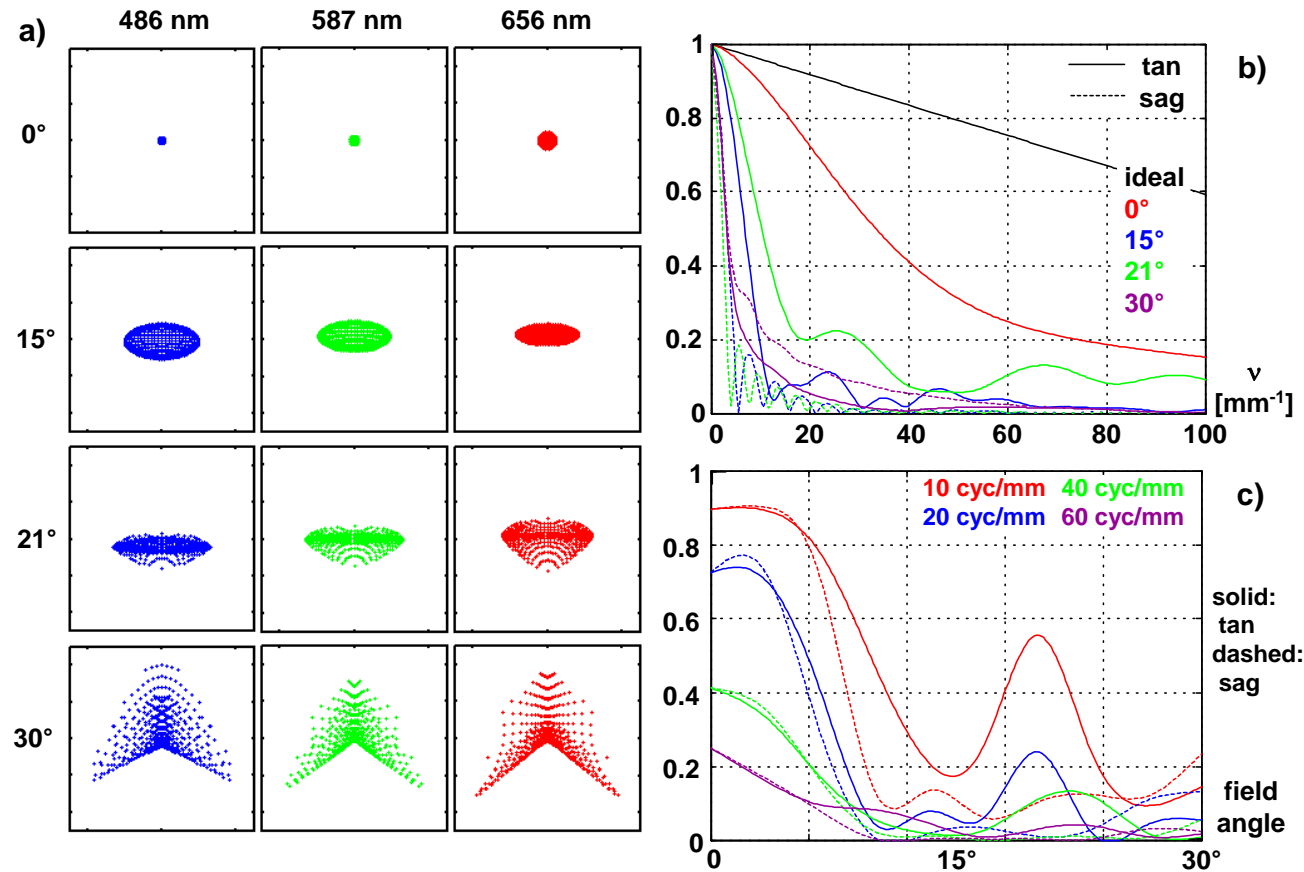 a)
486 nm 587 nm 656 nm
0°
15°
21°
30°
b)
1
0.8
0.6
0.4
0.2
0
0 20 40 60 80 100
tan
sag
ideal
0°
15°
21°
30°
ν
[mm-1]
c)
1
0.8
0.6
0.4
0.2
0
0 15° 30°
10 cyc/mm 40 cyc/mm
20 cyc/mm 60 cyc/mm
solid:
tan
dashed:
sag
field
angle